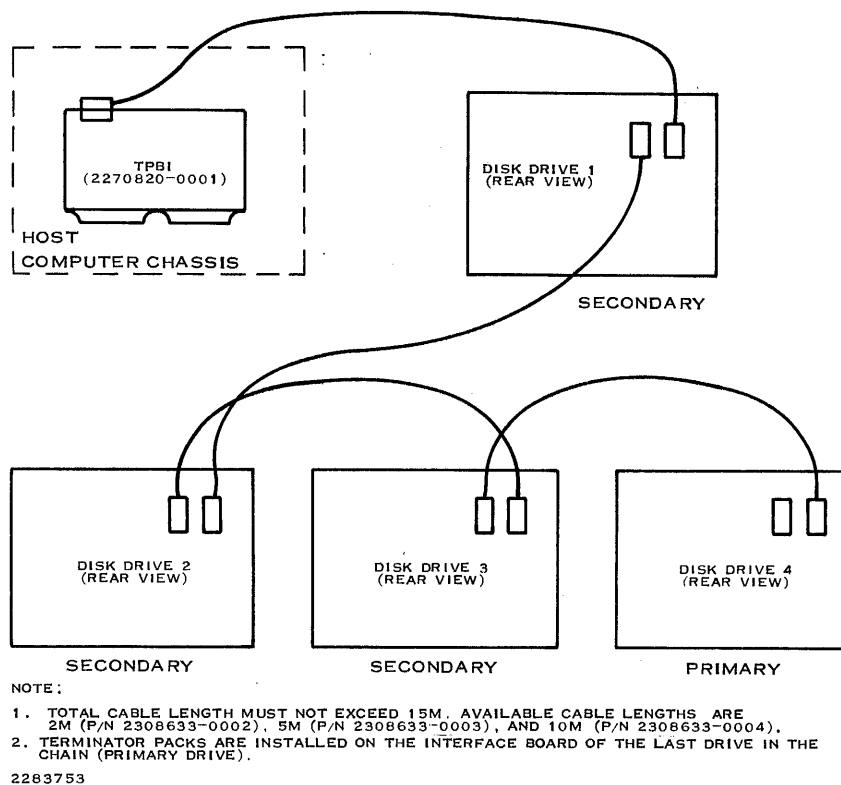 TPBI
(2270820-0001)
HOST
COMPUTER CHASSIS
DISK DRIVE 1
(REAR VIEW)
SECONDARY
DISK DRIVE 2
(REAR VIEW)
SECONDARY
DISK DRIVE 3
(REAR VIEW)
SECONDARY
DISK DRIVE 4
(REAR VIEW)
PRIMARY
NOTE:
1. TOTAL CABLE LENGTH MUST NOT EXCEED 15M. AVAILABLE CABLE LENGTHS ARE
2M (P/N 2308633-0002), 5M (P/N 2308633-0003), AND 10M (P/N 2308633-0004).
2. TERMINATOR PACKS ARE INSTALLED ON THE INTERFACE BOARD OF THE LAST DRIVE IN THE
CHAIN (PRIMARY DRIVE).
2283753